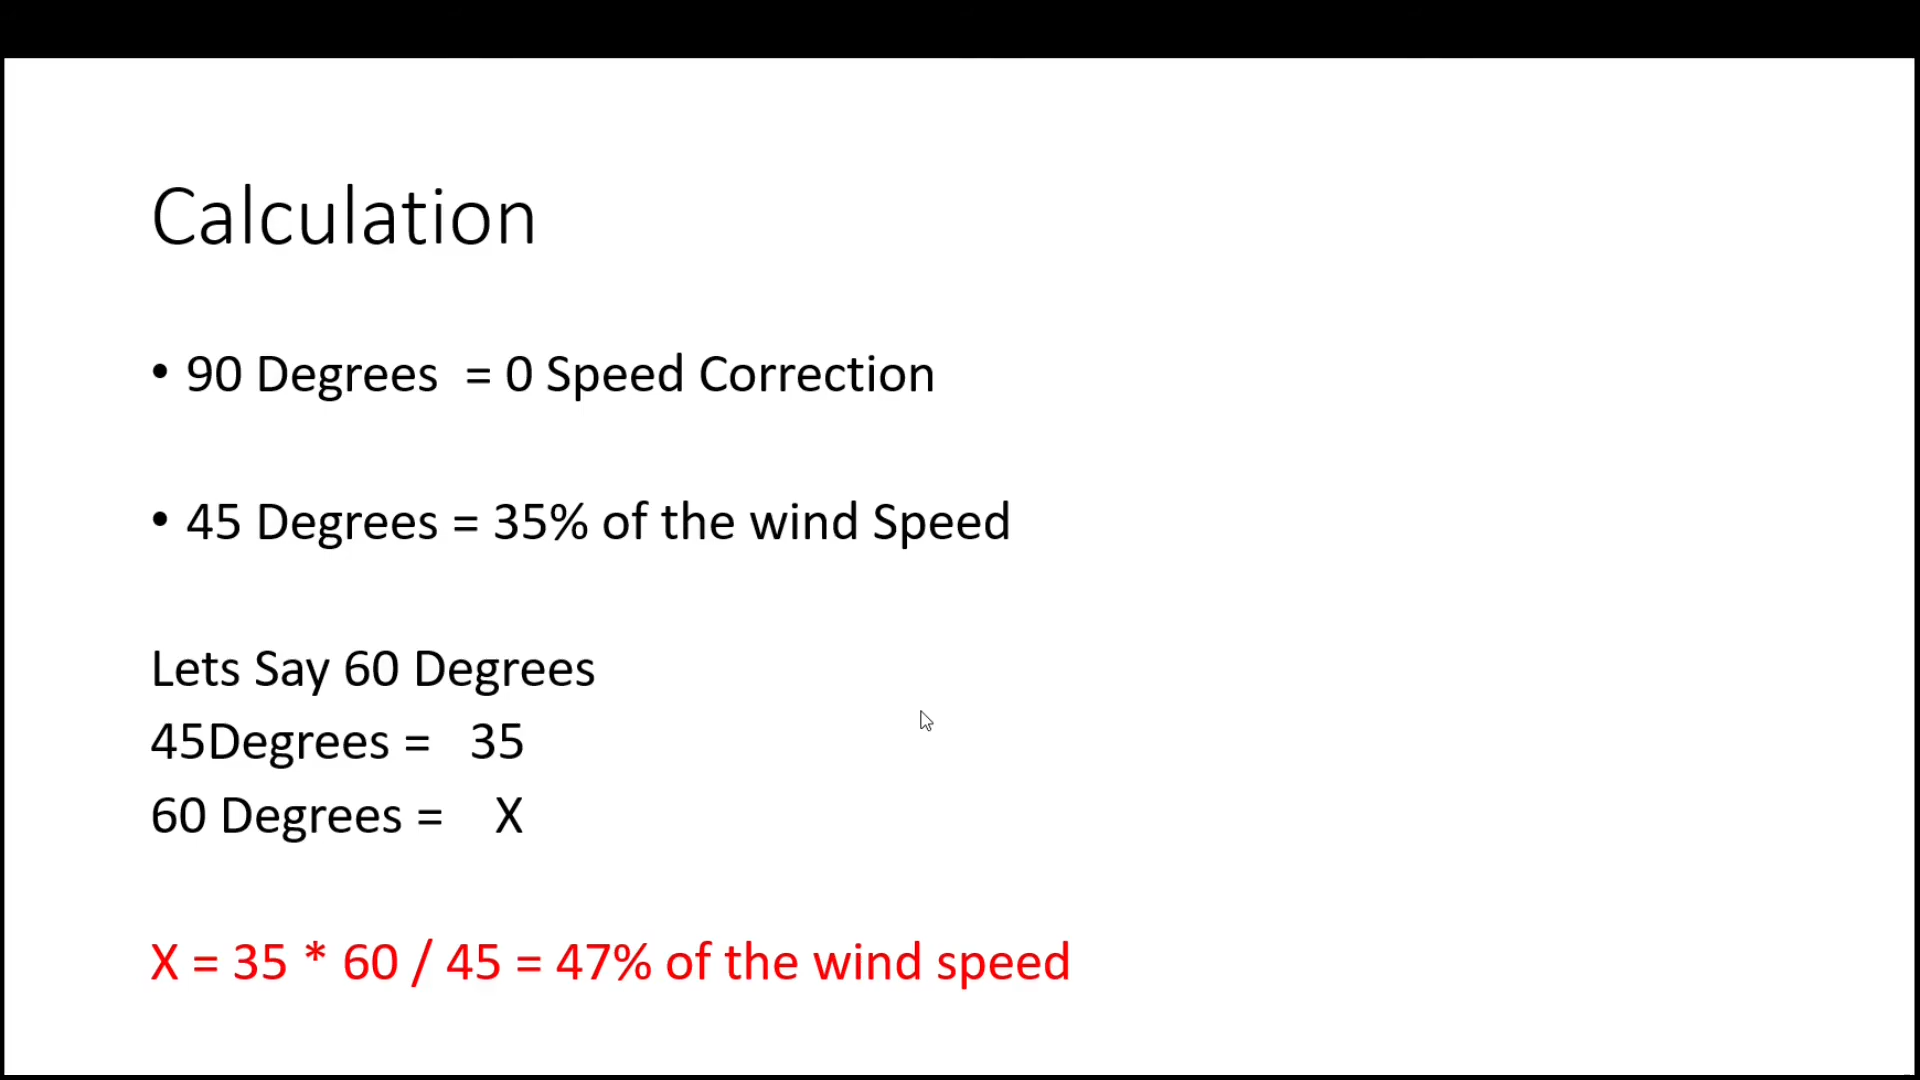 Calculation
• 90 Degrees  = 0 Speed Correction
• 45 Degrees = 35% of the wind Speed
Lets Say 60 Degrees
45Degrees =   35
60 Degrees =    X
X = 35 * 60 / 45 = 47% of the wind speed